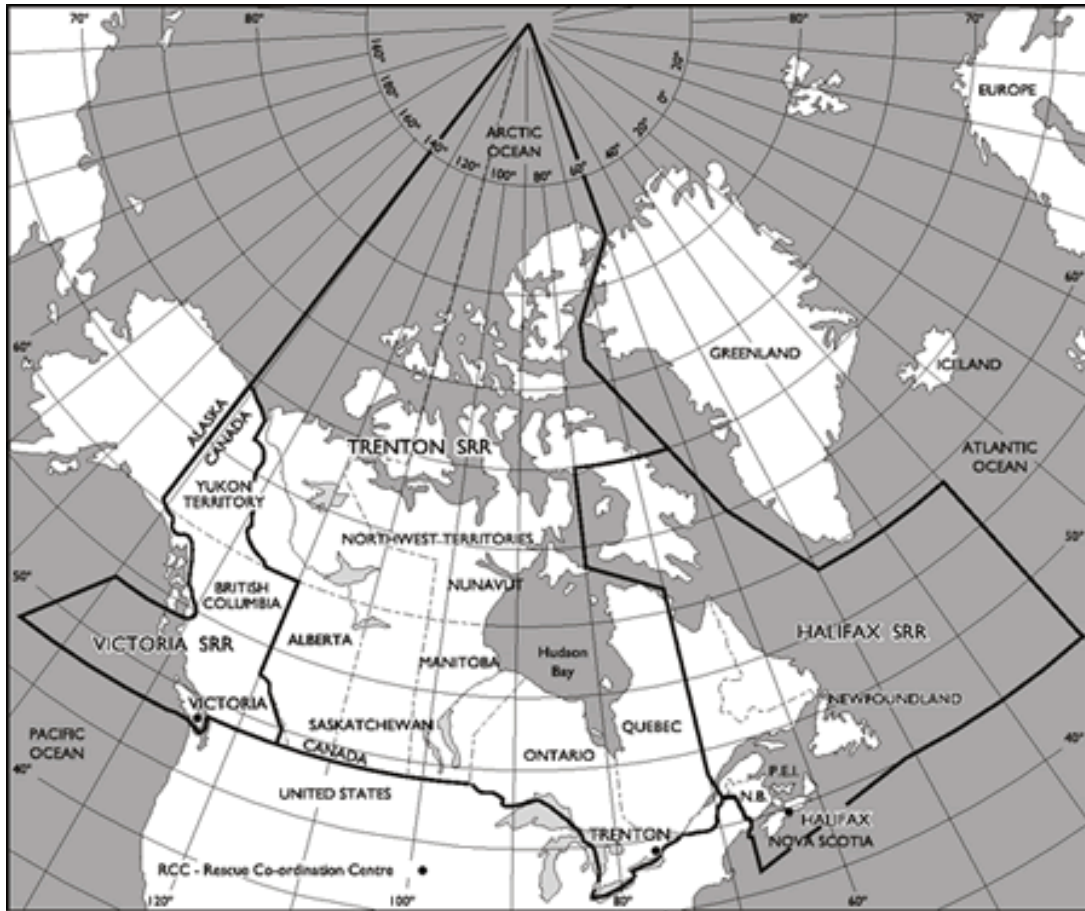 70°
80°
80°
70°
160°
180°
160°
140°
120°
100°
80°
60°
40°
20°
20°
EUROPE
ARCTIC
OCEAN
60°
60°
GREENLAND
ICELAND
ALASKA
CANADA
TRENTON SRR
ATLANTIC
OCEAN
YUKON
TERRITORY
NORTHWEST TERRITORIES
50°
50°
NUNAVUT
BRITISH
COLUMBIA
VICTORIA SRR
ALBERTA
HALIFAX SRR
MANITOBA
Hudson
Bay
VICTORIA
NEWFOUNDLAND
PACIFIC
OCEAN
SASKATCHEWAN
QUEBEC
40°
40°
CANADA
ONTARIO
P.E.I.
UNITED STATES
N.B.
HALIFAX
TRENTON
NOVA SCOTIA
RCC - Rescue Co-ordination Centre
120°
100°
80°
60°